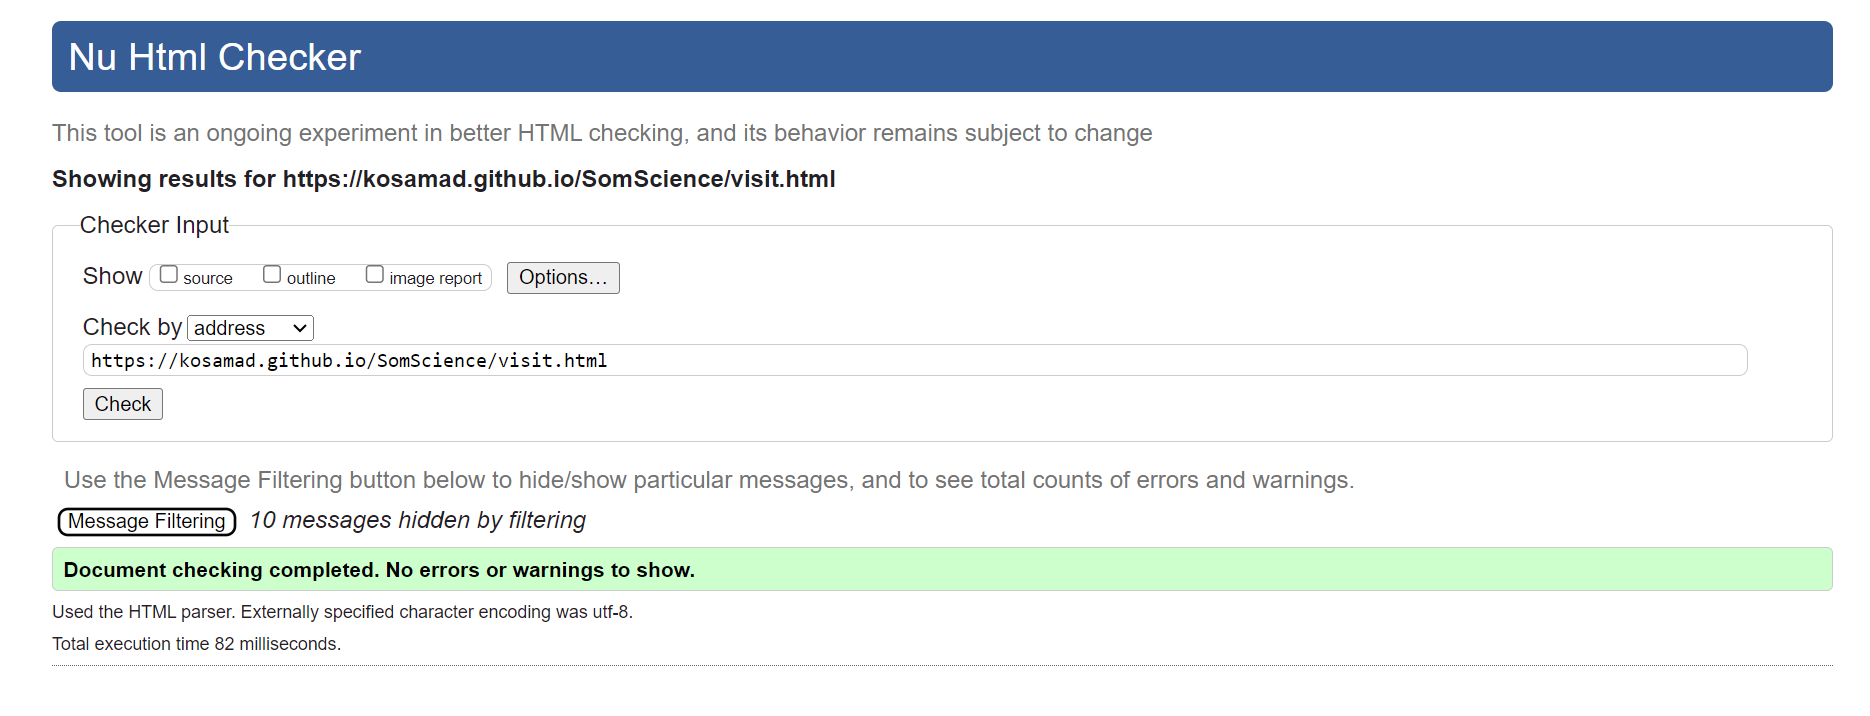 Nu Html Checker
This tool is an ongoing experiment in better HTML checking, and its behavior remains subject to change
Showing results for https://kosamad.github.io/SomScience/visit.html
Checker Input
Show source outline image report Options…
Check by address
https://kosamad.github.io/SomScience/visit.html
Check
Use the Message Filtering button below to hide/show particular messages, and to see total counts of errors and warnings.
Message Filtering 10 messages hidden by filtering
Document checking completed. No errors or warnings to show.
Used the HTML parser. Externally specified character encoding was utf-8.
Total execution time 82 milliseconds.